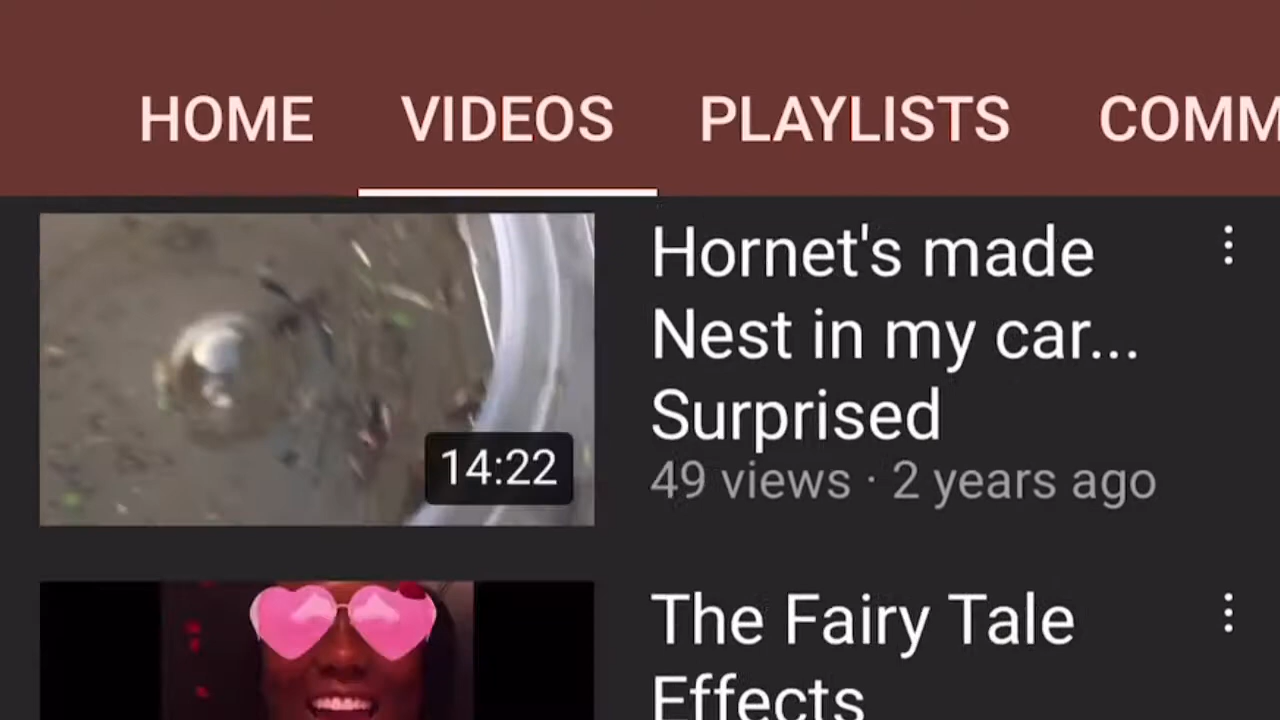 HOME VIDEOS PLAYLISTS COMM
Hornet's made
Nest in my car...
Surprised
14:22
49 views · 2 years ago
The Fairy Tale
Effects